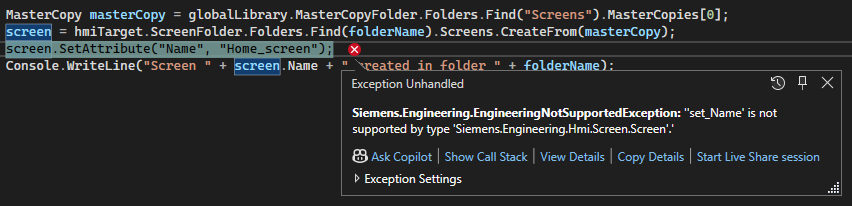 MasterCopy masterCopy = globalLibrary.MasterCopyFolder.Folders.Find("Screens").MasterCopies[0];
screen = hmiTarget.ScreenFolder.Folders.Find(folderName).Screens.CreateFrom(masterCopy);
screen.SetAttribute("Name", "Home_screen");
Console.WriteLine("Screen " + screen.Name + " reated in folder " + folderName);
Exception Unhandled
Siemens.Engineering.EngineeringNotSupportedException: ''set_Name' is not
supported by type 'Siemens.Engineering.Hmi.Screen.Screen'.'
Ask Copilot | Show Call Stack | View Details | Copy Details | Start Live Share session
Exception Settings